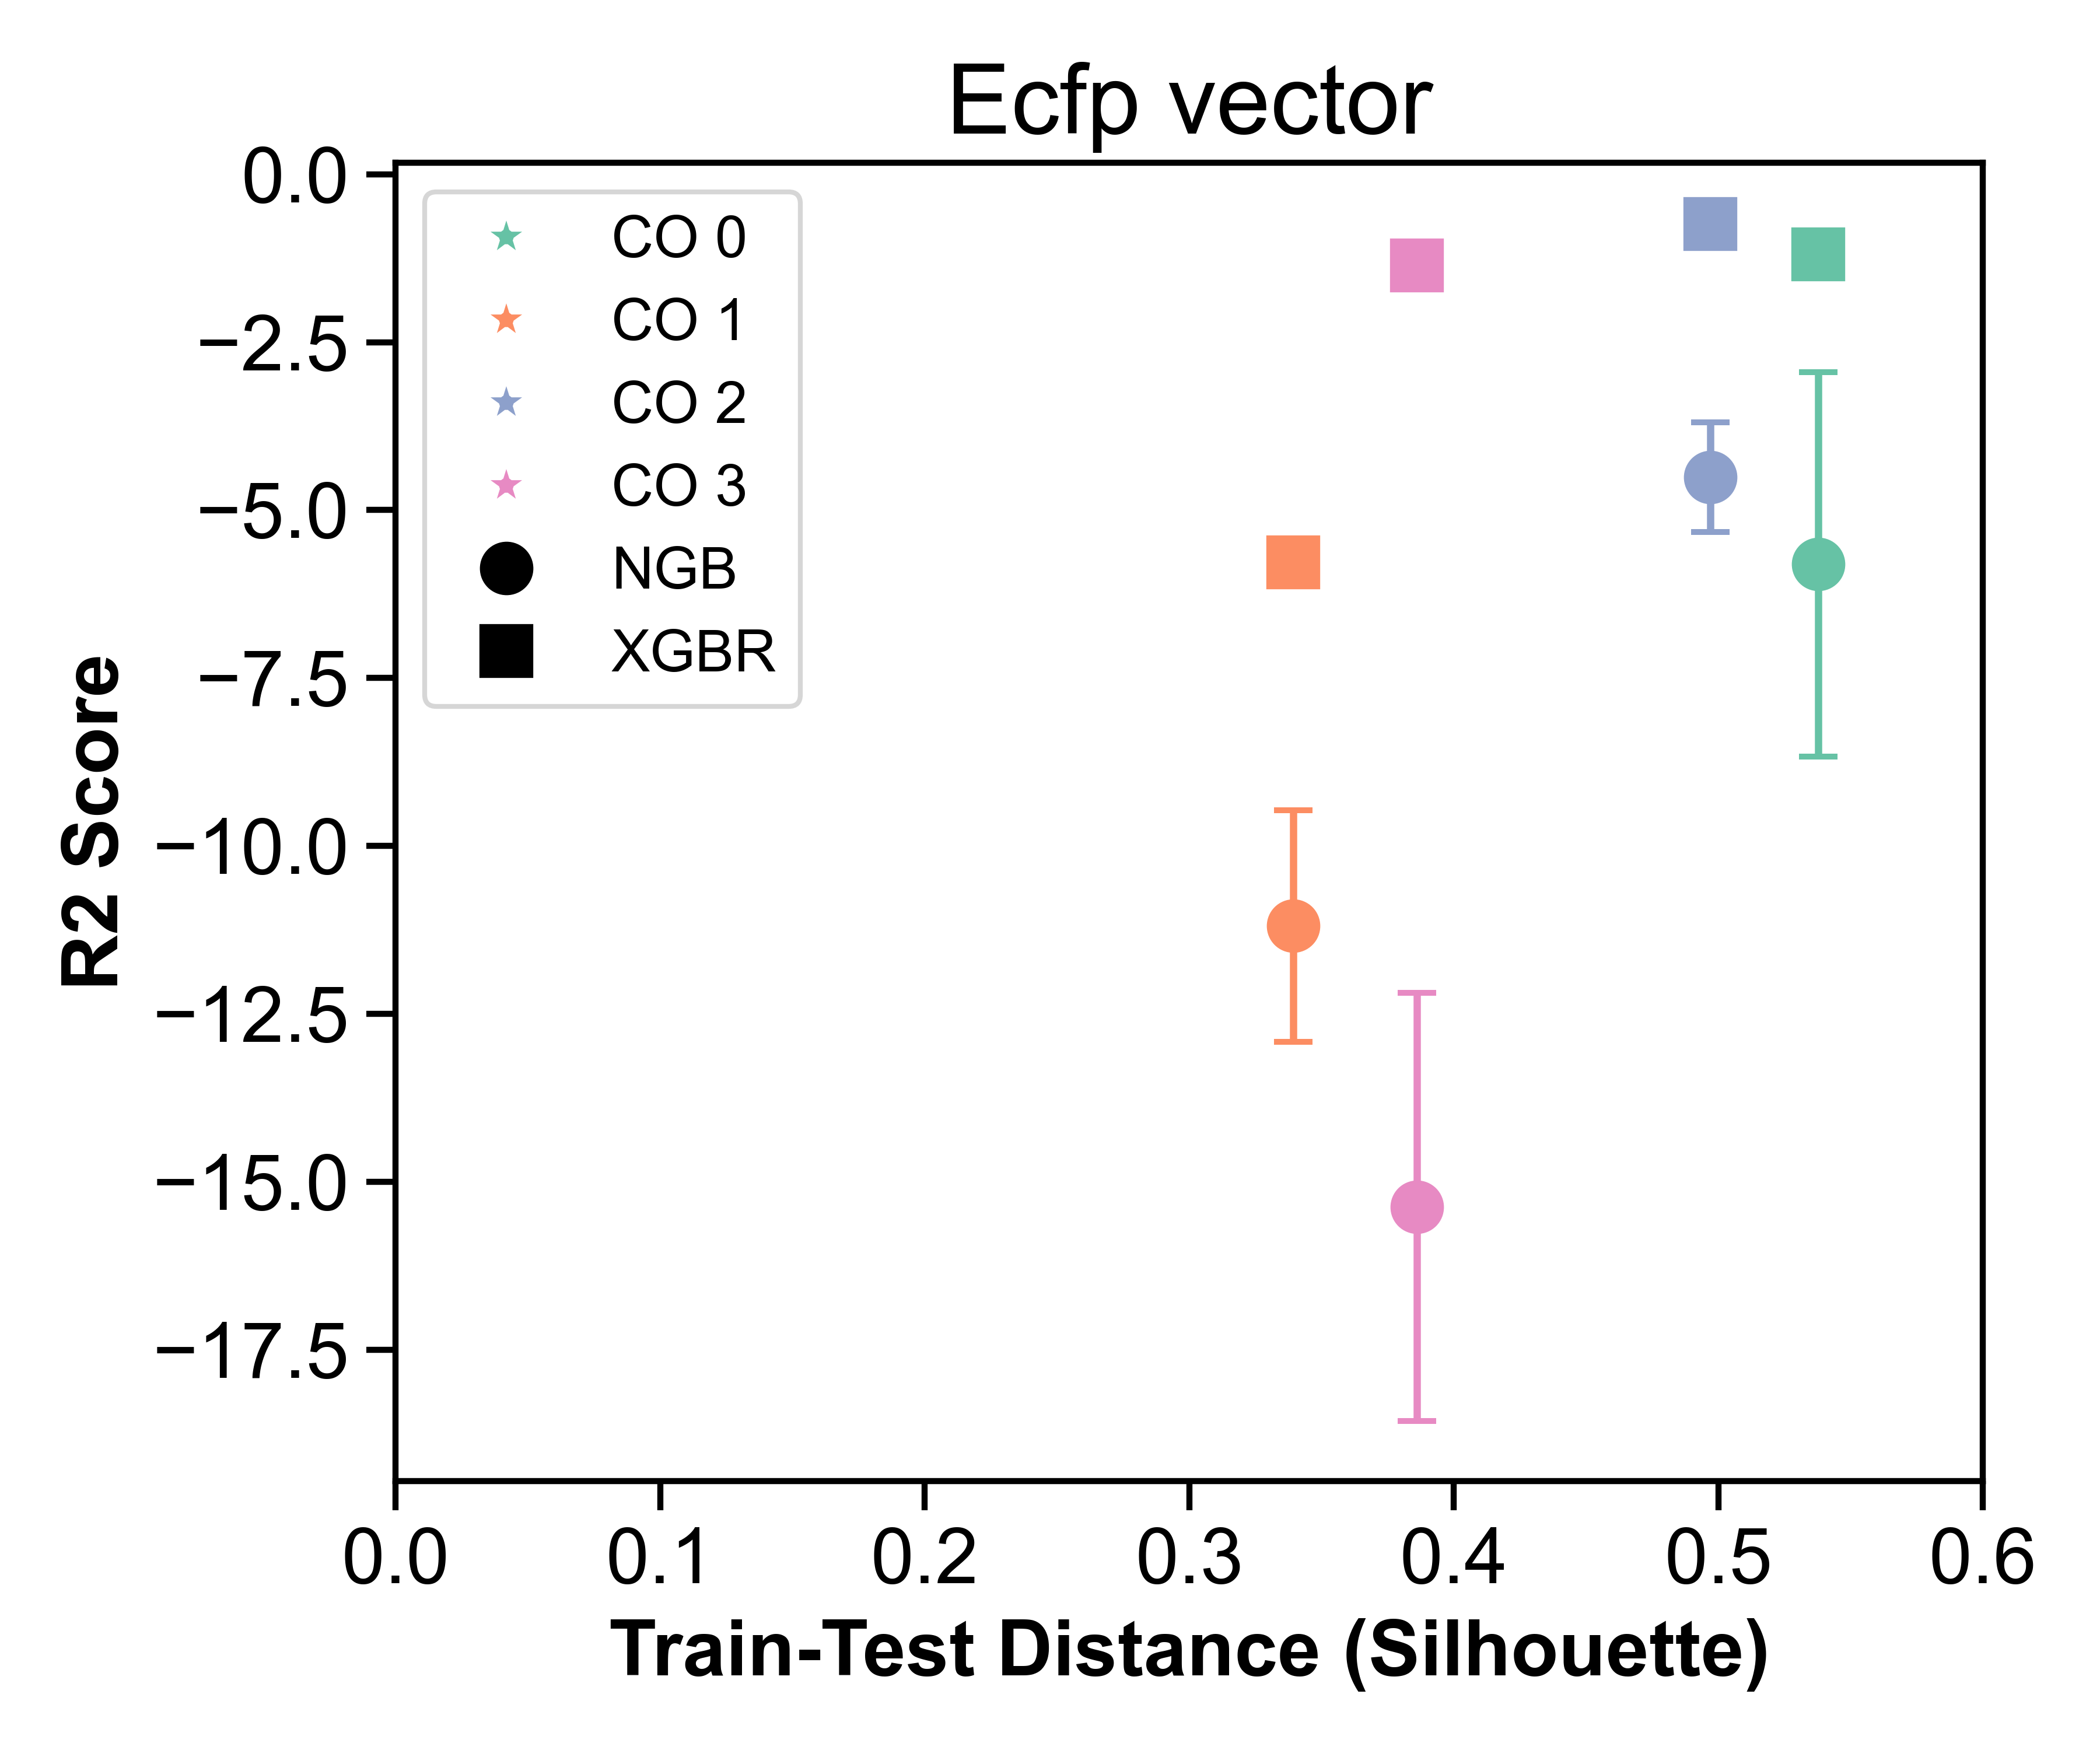 Ecfp vector
0.0
−2.5
−5.0
−7.5
−10.0
−12.5
−15.0
−17.5
R2 Score
CO 0
CO 1
CO 2
CO 3
NGB
XGBR
0.0 0.1 0.2 0.3 0.4 0.5 0.6
Train-Test Distance (Silhouette)